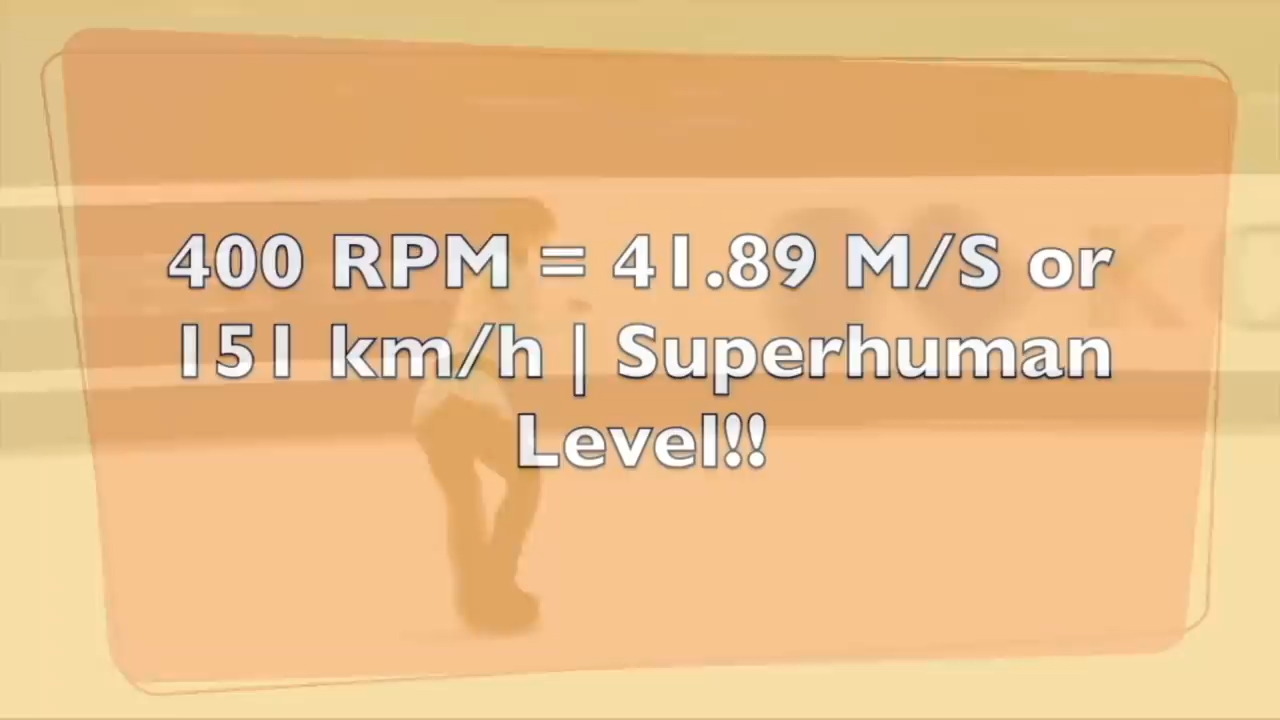 400 RPM = 41.89 M/S or
151 km/h | Superhuman
Level!!